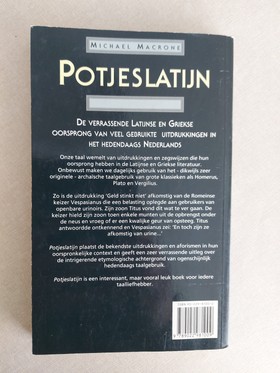 MICHAEL MACRONE
POTJESLATIJN
DE VERRASSENDE LATIJNSE EN GRIEKSE
OORSPRONG VAN VEEL GEBRUIKTE UITDRUKKINGEN IN
HET HEDENDAAGS NEDERLANDS
Onze taal wemelt van uitdrukkingen en zegswijzen die hun
oorsprong hebben in de Latijnse en Griekse literatuur.
Onbewust maken we dagelijks gebruik van het - dikwijls zeer
originele - archaïsche taalgebruik van grote klassieken als Homerus,
Plato en Vergilius.
Zo is de uitdrukking 'Geld stinkt niet' afkomstig van de Romeinse
keizer Vespasianus die een belasting oplegde aan gebruikers van
openbare urinoirs. Zijn zoon Titus vond dat wat te ver gaan. De
keizer hield zijn zoon toen enkele munten uit de opbrengst onder
de neus en vroeg of er een kwalijke geur van opsteeg. Titus
antwoordde ontkennend en Vespasianus zei: 'En toch zijn ze
afkomstig van urine...'
Potjeslatijn plaatst de bekendste uitdrukkingen en aforismen in hun
oorspronkelijke context en geeft een zeer verrassende uitleg over
de intrigerende etymologische achtergrond van ogenschijnlijk
hedendaags taalgebruik.
Potjeslatijn is een interessant, maar vooral leuk boek voor iedere
taalliefhebber.